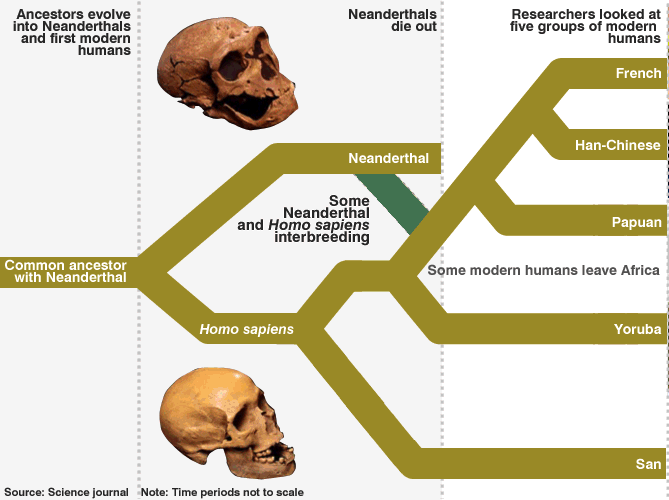 Ancestors evolve
into Neanderthals
and first modern
humans
Neanderthals
die out
Researchers looked at
five groups of modern
humans
French
Han-Chinese
Neanderthal
Some
Neanderthal
and Homo sapiens
interbreeding
Papuan
Common ancestor
with Neanderthal
Some modern humans leave Africa
Homo sapiens
Yoruba
San
Source: Science journal
Note: Time periods not to scale